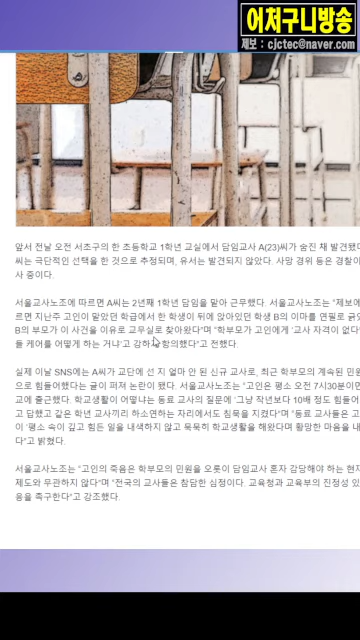 어쩌구니방송
제보 : cjctec@naver.com
앞서 전날 오전 서초구의 한 초등학교 1학년 교실에서 담임교사 A(23)씨가 숨진 채 발견됐다
씨는 극단적인 선택을 한 것으로 추정되며, 유서는 발견되지 않았다. 사망 경위 등은 경찰이
사 중이다.
서울교사노조에 따르면 A씨는 2년째 1학년 담임을 맡아 근무했다. 서울교사노조는 "제보에
르면 지난주 고인이 맡았던 학급에서 한 학생이 뒤에 앉아있던 학생 B의 이마를 연필로 긁
B의 부모가 이 사건을 이유로 교무실로 찾아왔다"며 "학부모가 고인에게 '교사 자격이 없다'
들 케어를 어떻게 하는 거냐'고 강하게 항의했다"고 전했다.
실제 이날 SNS에는 A씨가 교단에 선 지 얼마 안 된 신규 교사로, 최근 학부모의 계속된 민원
으로 힘들어했다는 글이 퍼져 논란이 됐다. 서울교사노조는 "고인은 평소 오전 7시30분이면
교에 출근했다. 학교생활이 어떻냐는 동료 교사의 질문에 '그냥 작년보다 10배 정도 힘들어
고 답했고 같은 학년 교사끼리 하소연하는 자리에서도 침묵을 지켰다"며 "동료 교사들은 고
이 '평소 속이 깊고 힘든 일을 내색하지 않고 묵묵히 학교생활을 해왔다며 황망한 마음을 내
다"고 밝혔다.
서울교사노조는 "고인의 죽음은 학부모의 민원을 오롯이 담임교사 혼자 감당해야 하는 현재
제도와 무관하지 않다"며 "전국의 교사들은 참담한 심정이다. 교육청과 교육부의 진정성 있
응을 촉구한다"고 강조했다.